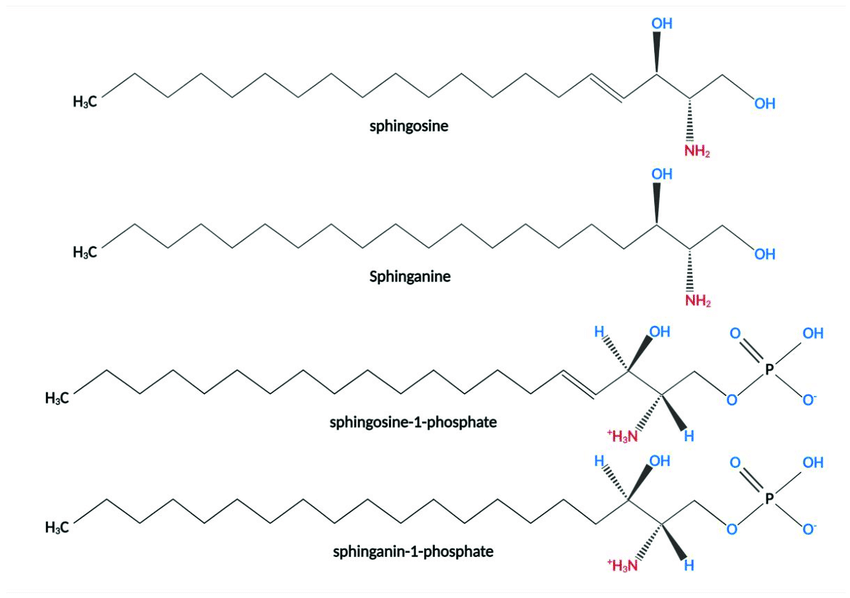 OH
H₃C OH
sphingosine
NH₂
OH
H₃C OH
Sphinganine
NH₂
H OH O OH
P
H₃C O O⁻
sphingosine-1-phosphate
⁺H₃N H
H OH O OH
P
H₃C O O⁻
sphinganin-1-phosphate
⁺H₃N H